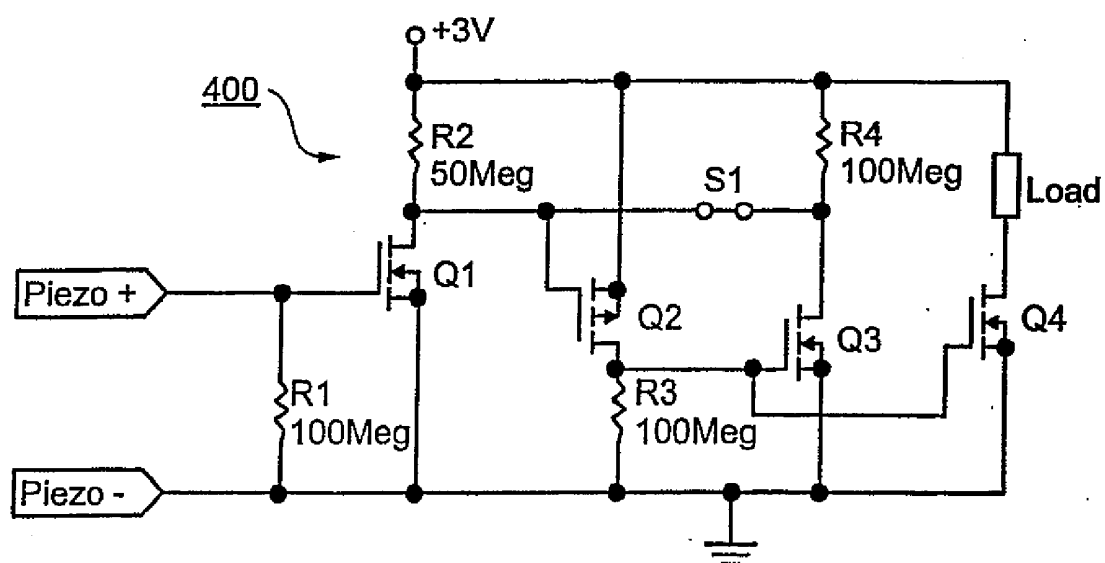 +3V
400
R2
50Meg
R4
100Meg
S1
Load
Piezo +
Q1
Q2
Q3
Q4
R1
100Meg
R3
100Meg
Piezo -